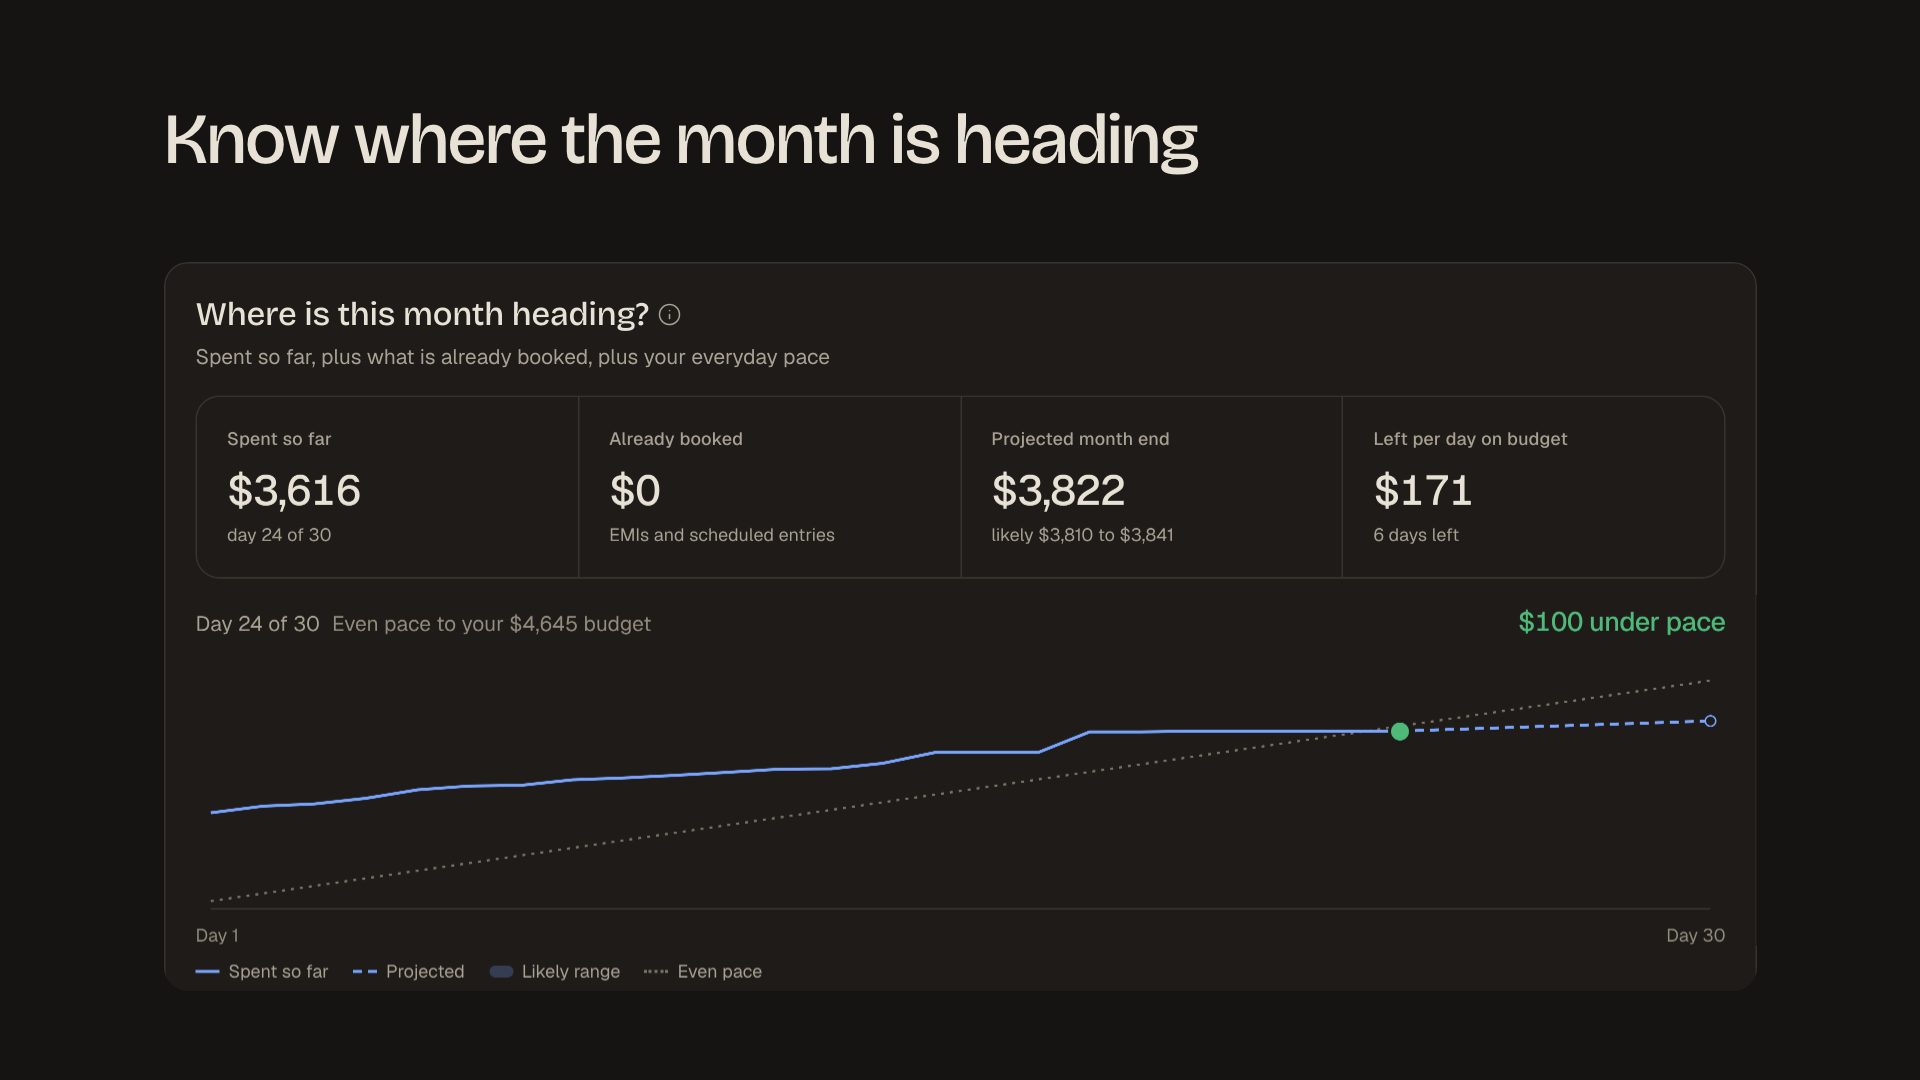 Know where the month is heading
Where is this month heading?
Spent so far, plus what is already booked, plus your everyday pace
Spent so far
$3,616
day 24 of 30
Already booked
$0
EMIs and scheduled entries
Projected month end
$3,822
likely $3,810 to $3,841
Left per day on budget
$171
6 days left
Day 24 of 30 Even pace to your $4,645 budget
$100 under pace
Day 1
Day 30
Spent so far
Projected
Likely range
Even pace